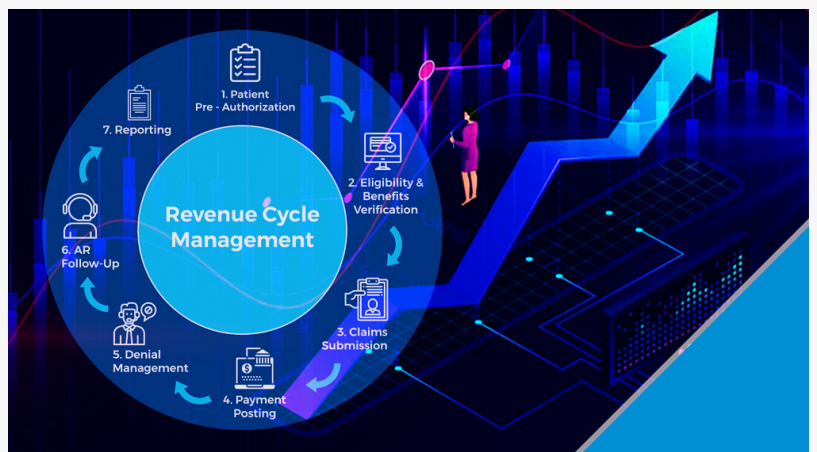 1. Patient
Pre - Authorization
2. Eligibility &
Benefits
Verification
3. Claims
Submission
4. Payment
Posting
5. Denial
Management
6. AR
Follow-Up
7. Reporting
Revenue Cycle
Management